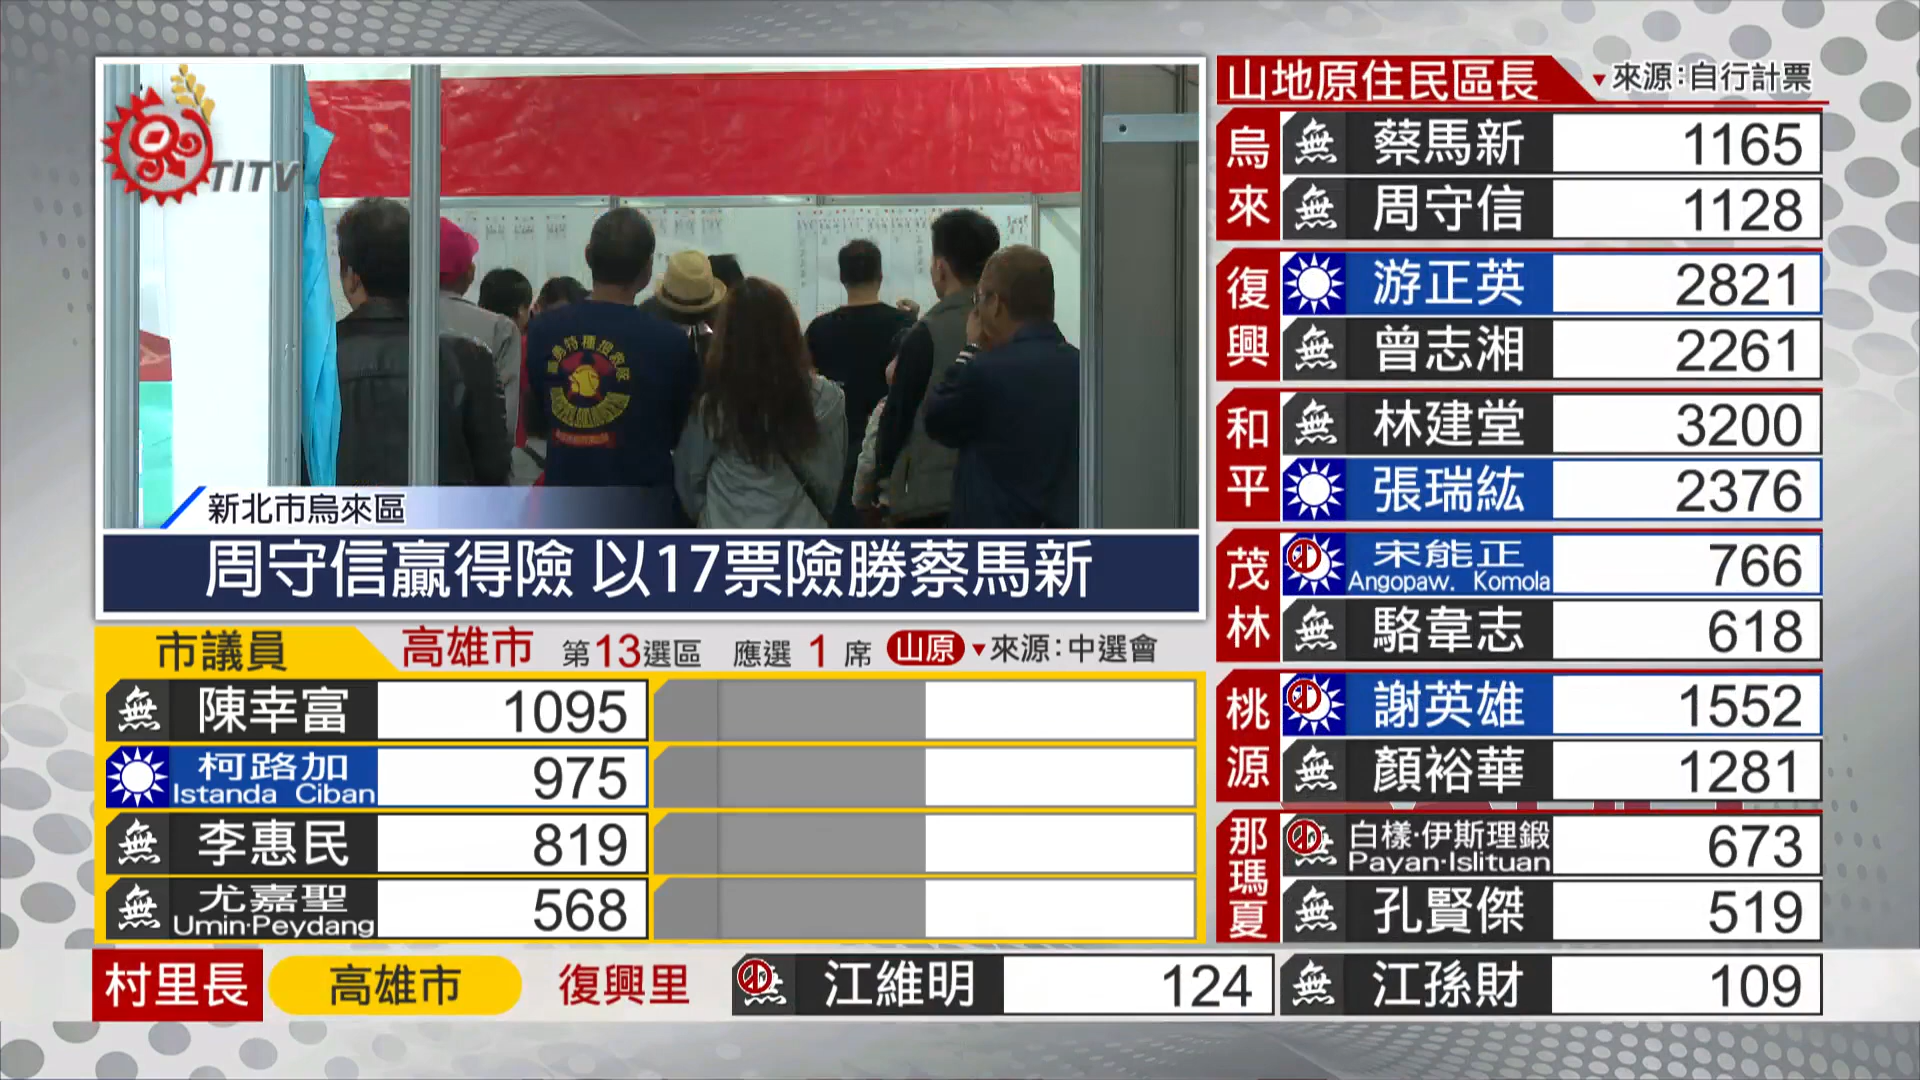 TITV
新北市烏來區
周守信贏得險 以17票險勝蔡馬新
山地原住民區長 來源:自行計票
烏來
無 蔡馬新 1165
無 周守信 1128
復興
游正英 2821
無 曾志湘 2261
和平
無 林建堂 3200
張瑞紘 2376
茂林
宋能正 766
Angopaw. Komola
無 駱韋志 618
桃源
謝英雄 1552
無 顏裕華 1281
那瑪夏
無 白樣·伊斯理鍛 673
Payan·Islituan
無 孔賢傑 519
市議員 高雄市 第13選區 應選 1 席 山原 來源:中選會
無 陳幸富 1095
柯路加 975
Istanda Ciban
無 李惠民 819
無 尤嘉聖 568
Umin·Peydang
村里長 高雄市 復興里 無 江維明 124 無 江孫財 109